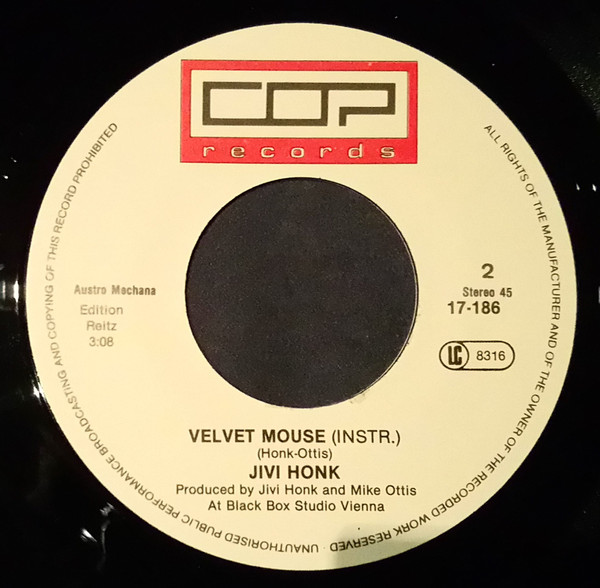 COP
records
ALL RIGHTS OF THE MANUFACTURER AND OF THE OWNER OF THE RECORDED WORK RESERVED - UNAUTHORISED PUBLIC PERFORMANCE BROADCASTING AND COPYING OF THIS RECORD PROHIBITED
Austro Mechana
Edition
Reitz
3:08
2
Stereo 45
17-186
LC 8316
VELVET MOUSE (INSTR.)
(Honk-Ottis)
JIVI HONK
Produced by Jivi Honk and Mike Ottis
At Black Box Studio Vienna